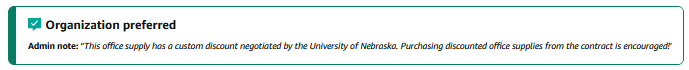 Organization preferred
Admin note: "This office supply has a custom discount negotiated by the University of Nebraska. Purchasing discounted office supplies from the contract is encouraged!"